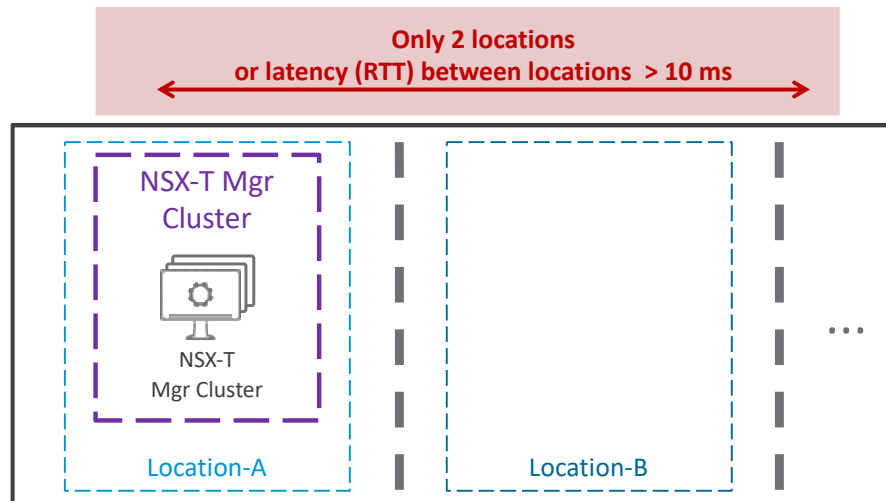 Only 2 locations
or latency (RTT) between locations > 10 ms
NSX-T Mgr
Cluster
NSX-T
Mgr Cluster
Location-A
Location-B
...